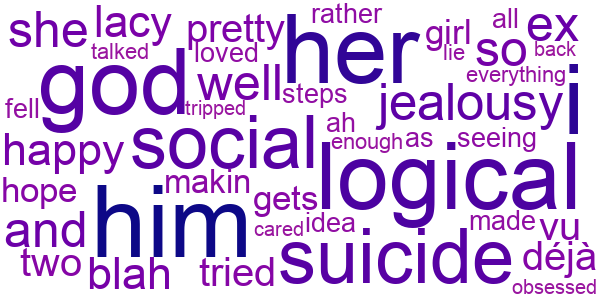 she lacy pretty rather her girl all ex
talked loved lie so back
god well everything i
fell tripped steps jealousy
social ah enough as seeing
happy logical
hope him makin gets
and cared idea made vu
two blah tried suicide déjà
obsessed